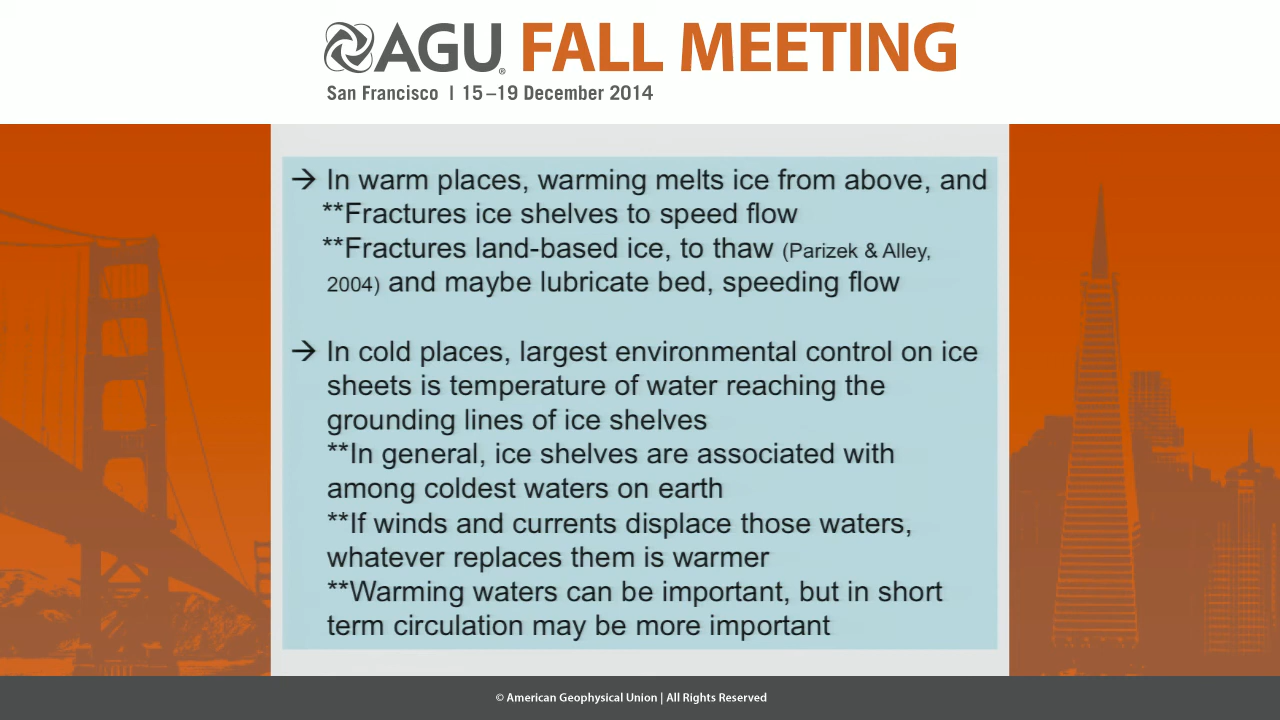 AGU® FALL MEETING
San Francisco | 15–19 December 2014
→ In warm places, warming melts ice from above, and
**Fractures ice shelves to speed flow
**Fractures land-based ice, to thaw (Parizek & Alley,
2004) and maybe lubricate bed, speeding flow
→ In cold places, largest environmental control on ice
sheets is temperature of water reaching the
grounding lines of ice shelves
**In general, ice shelves are associated with
among coldest waters on earth
**If winds and currents displace those waters,
whatever replaces them is warmer
**Warming waters can be important, but in short
term circulation may be more important
© American Geophysical Union | All Rights Reserved